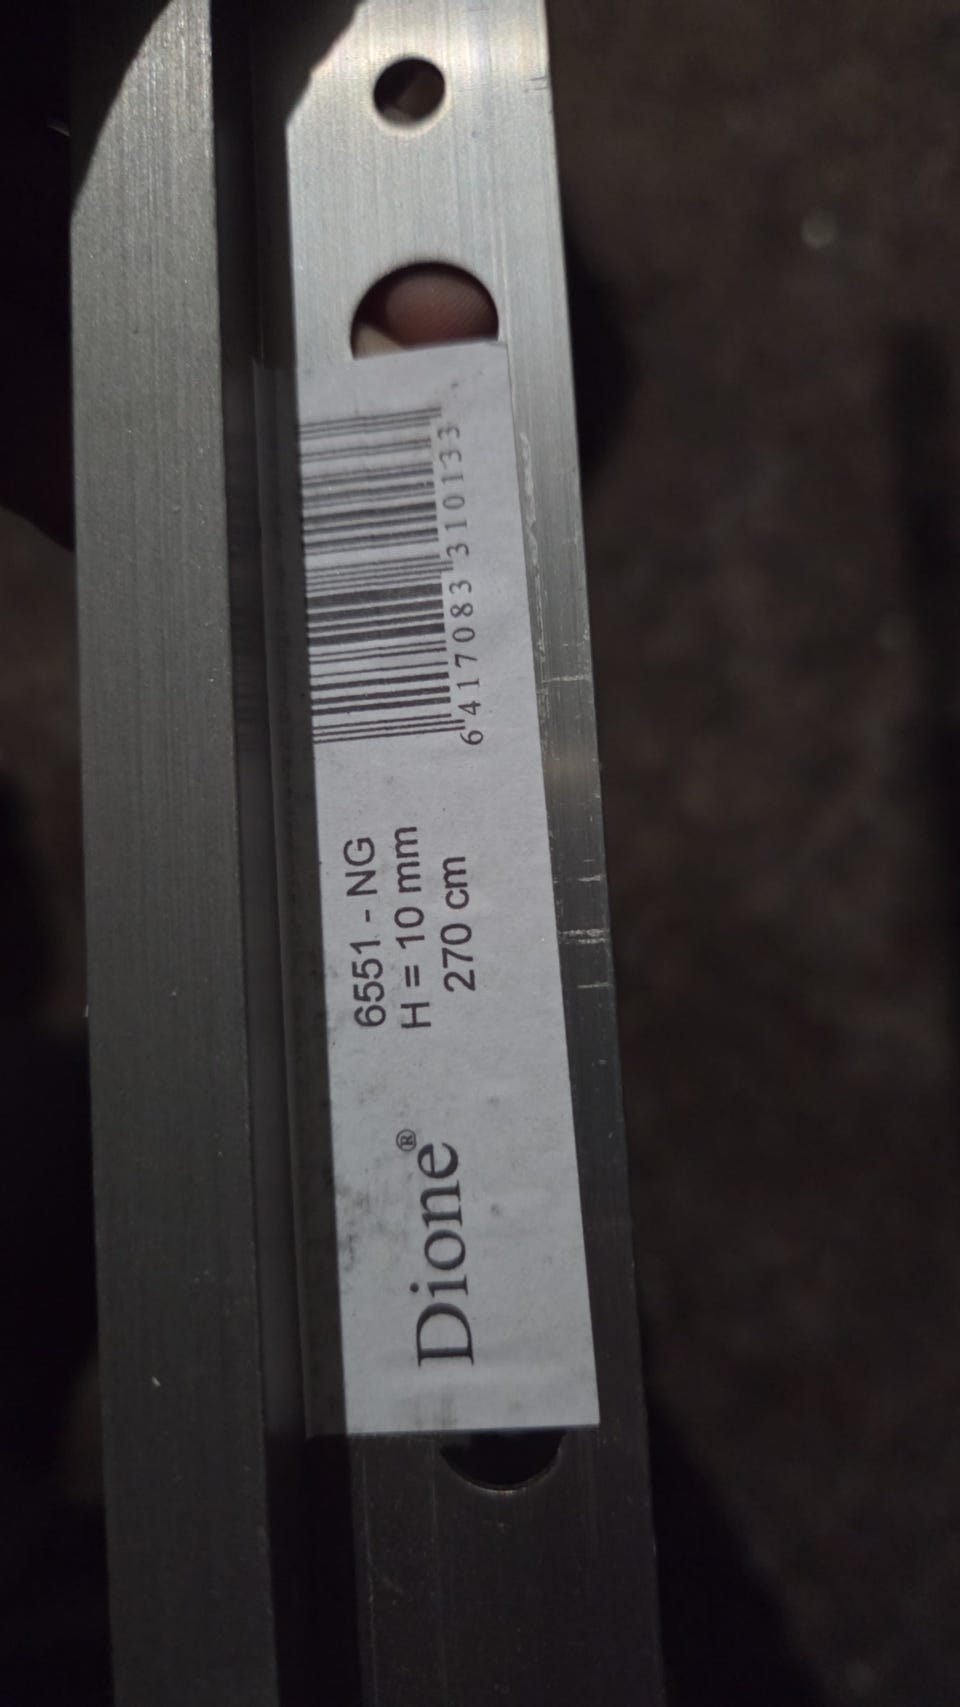 Dione®
6551 - NG
H = 10 mm
270 cm
6 417083 310133